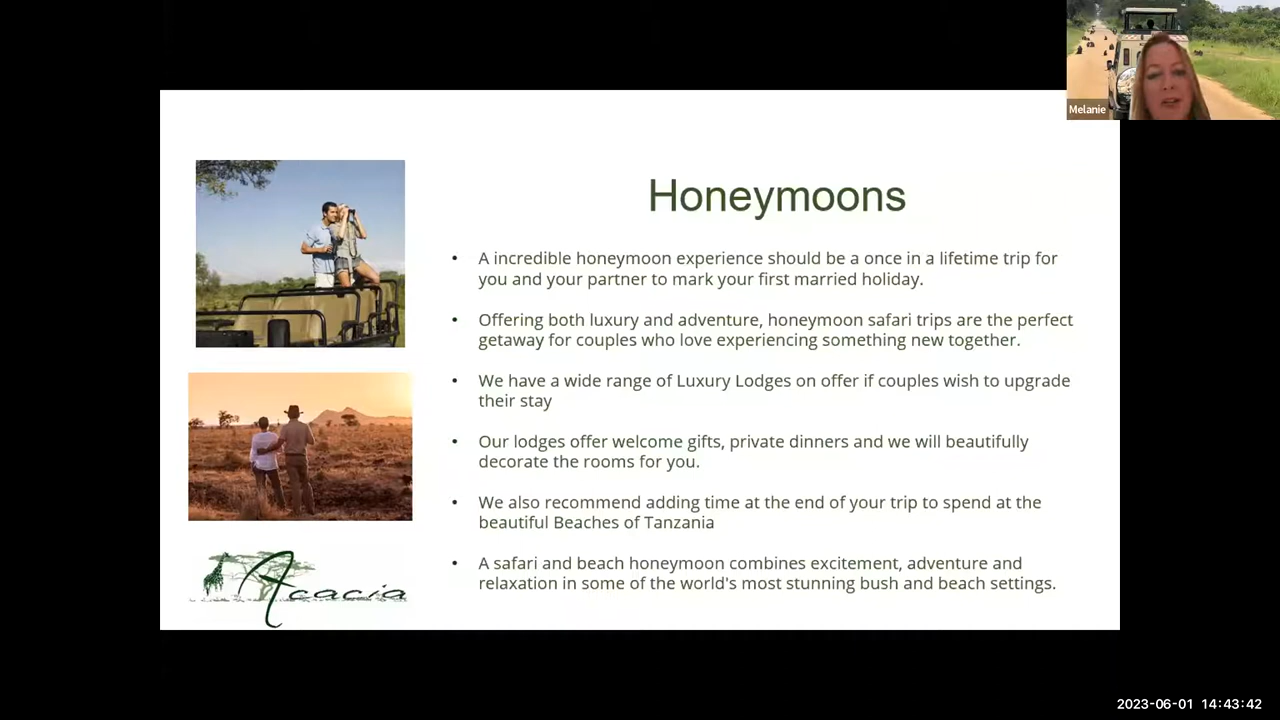 Melanie
Honeymoons
• A incredible honeymoon experience should be a once in a lifetime trip for
you and your partner to mark your first married holiday.
• Offering both luxury and adventure, honeymoon safari trips are the perfect
getaway for couples who love experiencing something new together.
• We have a wide range of Luxury Lodges on offer if couples wish to upgrade
their stay
• Our lodges offer welcome gifts, private dinners and we will beautifully
decorate the rooms for you.
• We also recommend adding time at the end of your trip to spend at the
beautiful Beaches of Tanzania
• A safari and beach honeymoon combines excitement, adventure and
relaxation in some of the world's most stunning bush and beach settings.
Acacia
2023-06-01 14:43:42